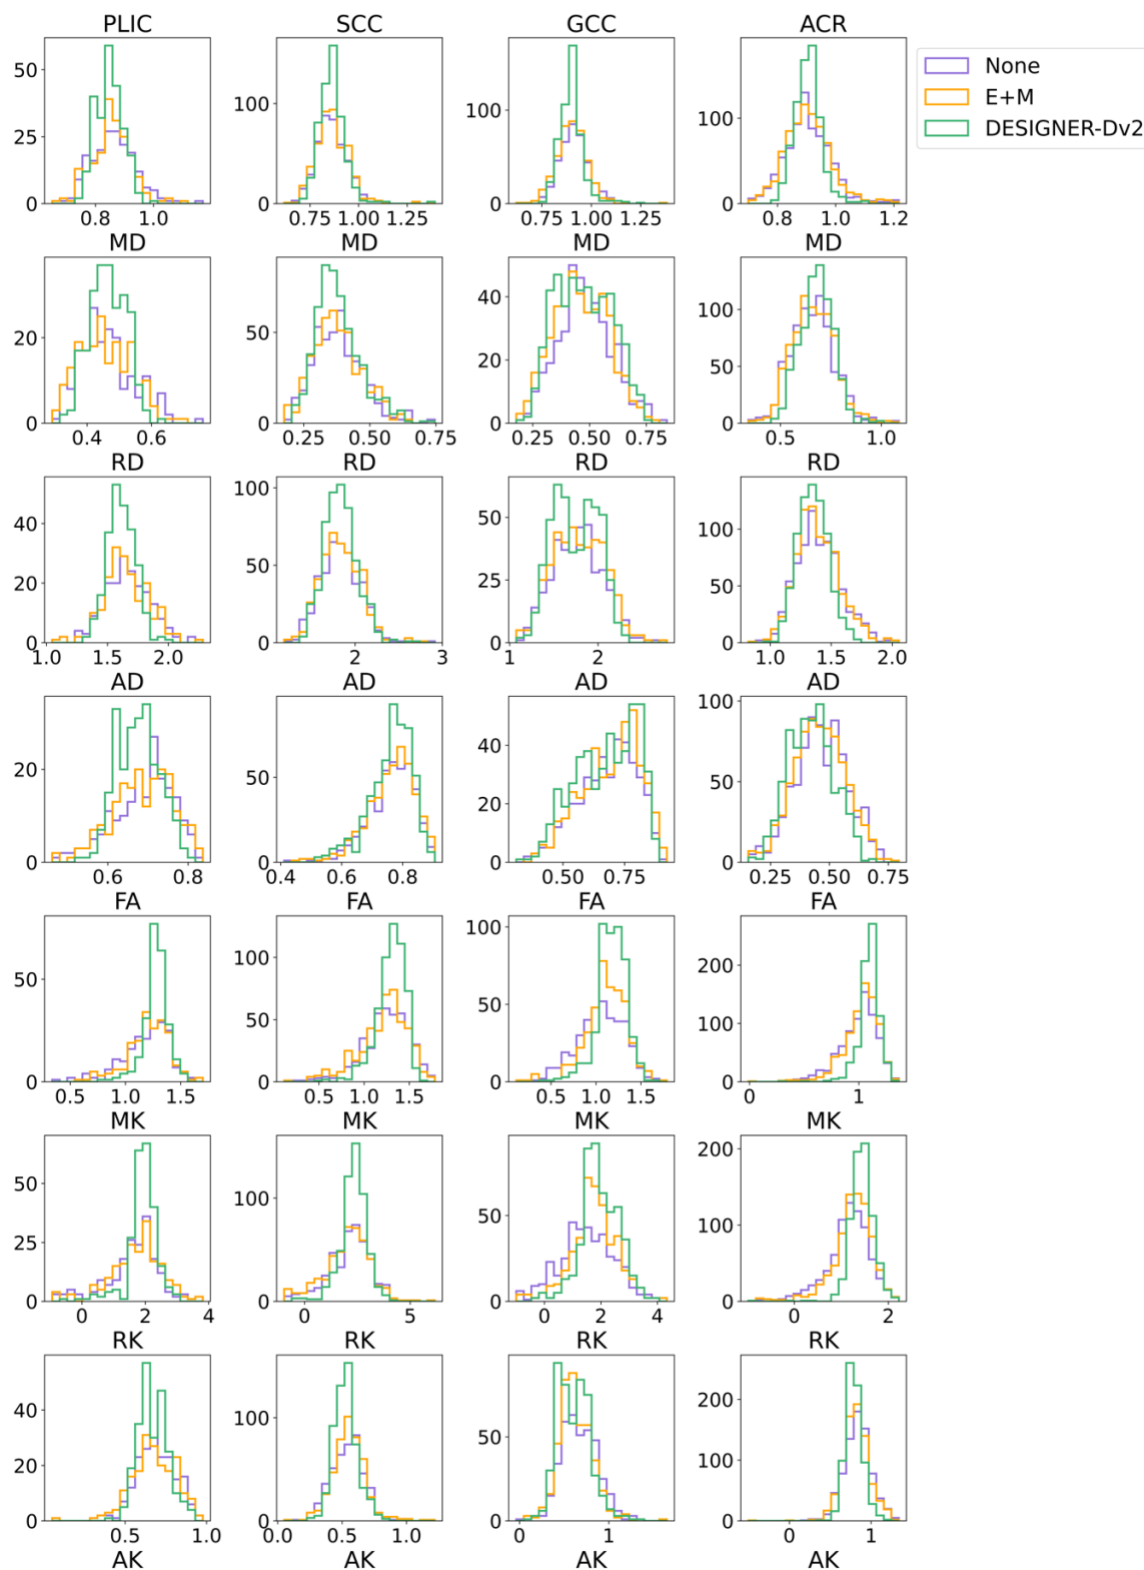 PLIC SCC GCC ACR
None
E+M
DESIGNER-Dv2
50
25
0
0.8 1.0
MD
100
0
0.75 1.00 1.25
MD
100
0
0.75 1.00 1.25
MD
100
0
0.8 1.0 1.2
MD
20
0
0.4 0.6
RD
50
0
0.25 0.50 0.75
RD
40
20
0
0.25 0.50 0.75
RD
100
50
0
0.5 1.0
RD
40
20
0
1.0 1.5 2.0
AD
100
50
0
2 3
AD
50
25
0
1 2
AD
100
50
0
1.0 1.5 2.0
AD
20
0
0.6 0.8
FA
50
0
0.4 0.6 0.8
FA
40
20
0
0.50 0.75
FA
100
50
0
0.25 0.50 0.75
FA
50
0
0.5 1.0 1.5
MK
100
50
0
0.5 1.0 1.5
MK
100
50
0
0.5 1.0 1.5
MK
200
100
0
0 1
MK
50
25
0
0 2 4
RK
100
0
0 5
RK
50
0
0 2 4
RK
200
100
0
0 2
RK
40
20
0
0.5 1.0
AK
100
0
0.0 0.5 1.0
AK
50
0
0 1
AK
200
100
0
0 1
AK